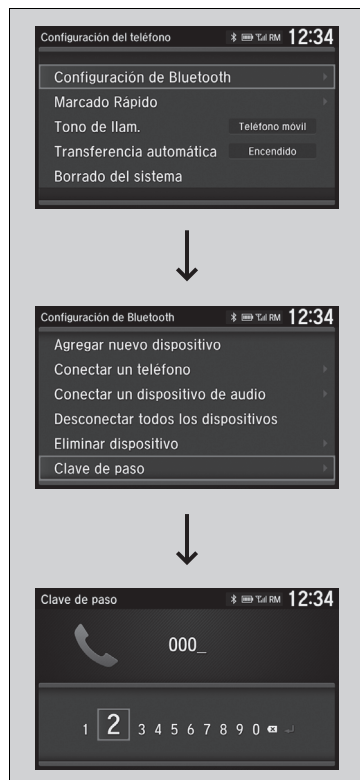 Configuración del teléfono RM 12:34
Configuración de Bluetooth
Marcado Rápido
Tono de llam. Teléfono móvil
Transferencia automática Encendido
Borrado del sistema
Configuración de Bluetooth RM 12:34
Agregar nuevo dispositivo
Conectar un teléfono
Conectar un dispositivo de audio
Desconectar todos los dispositivos
Eliminar dispositivo
Clave de paso
Clave de paso RM 12:34
000_
1 2 3 4 5 6 7 8 9 0